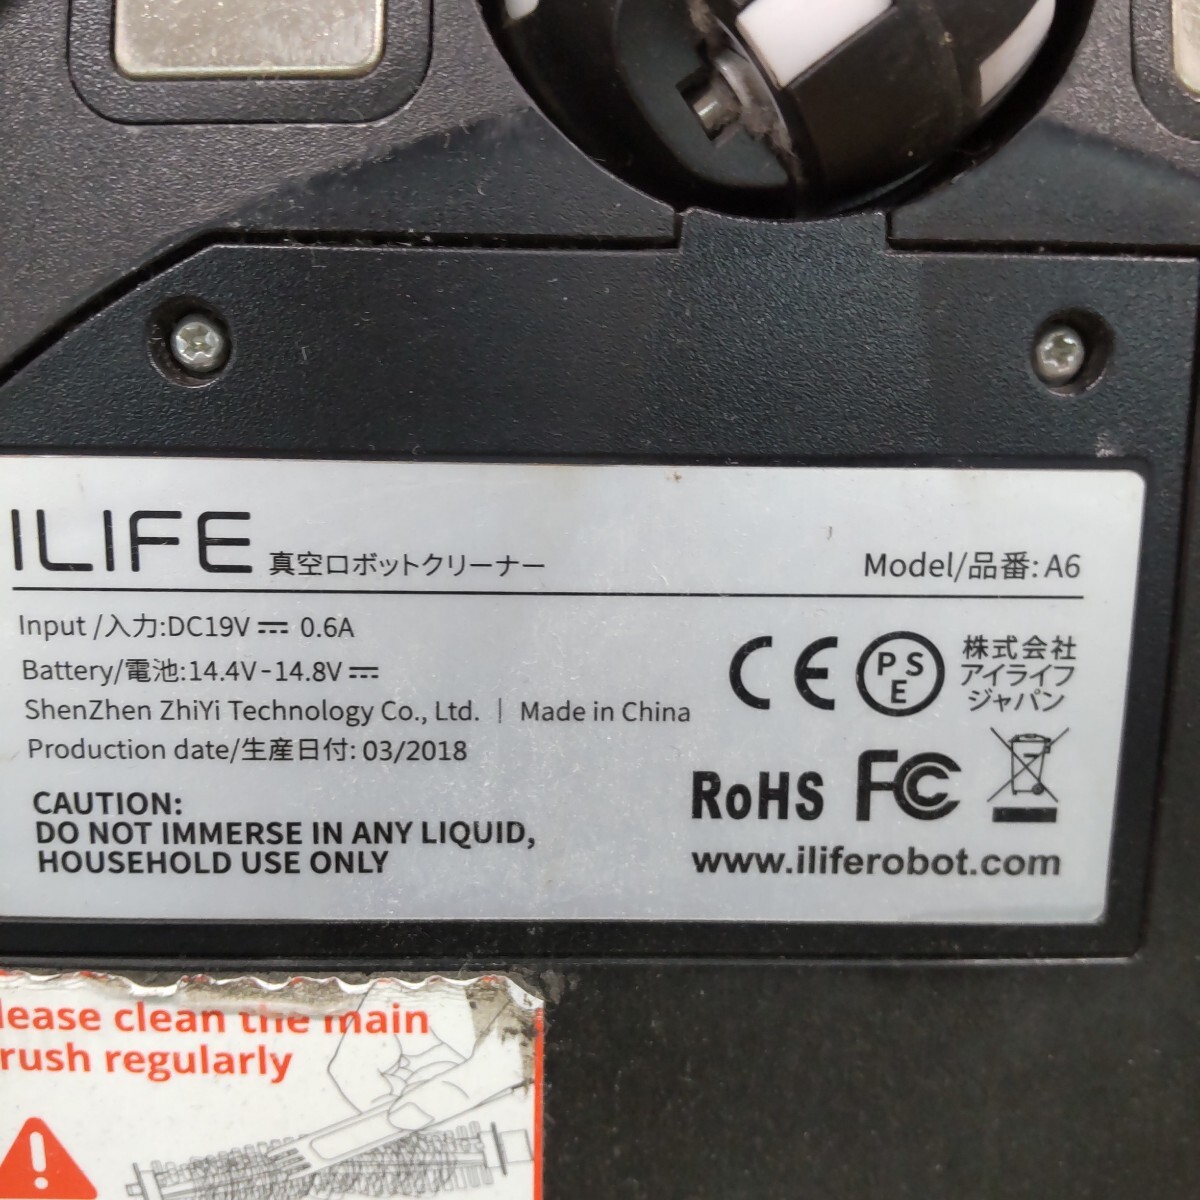 ILIFE 真空ロボットクリーナー Model/品番: A6
Input /入力:DC19V 0.6A
Battery/電池:14.4V-14.8V
ShenZhen ZhiYi Technology Co., Ltd. | Made in China
Production date/生産日付: 03/2018
CAUTION:
DO NOT IMMERSE IN ANY LIQUID,
HOUSEHOLD USE ONLY
CE PSE
株式会社
アイライフ
ジャパン
RoHS FC
www.iliferobot.com
lease clean the main
rush regularly